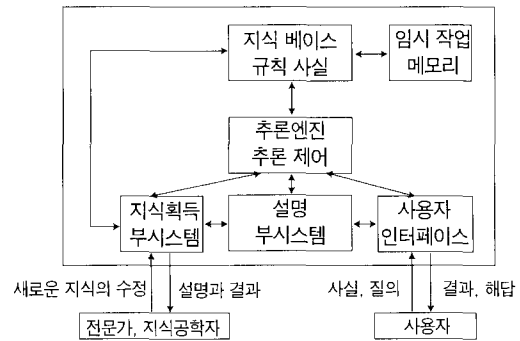 지식 베이스
규칙 사실
임시 작업
메모리
추론엔진
추론 제어
지식획득
부시스템
설명
부시스템
사용자
인터페이스
새로운 지식의 수정
설명과 결과
사실, 질의
결과, 해답
전문가, 지식공학자
사용자